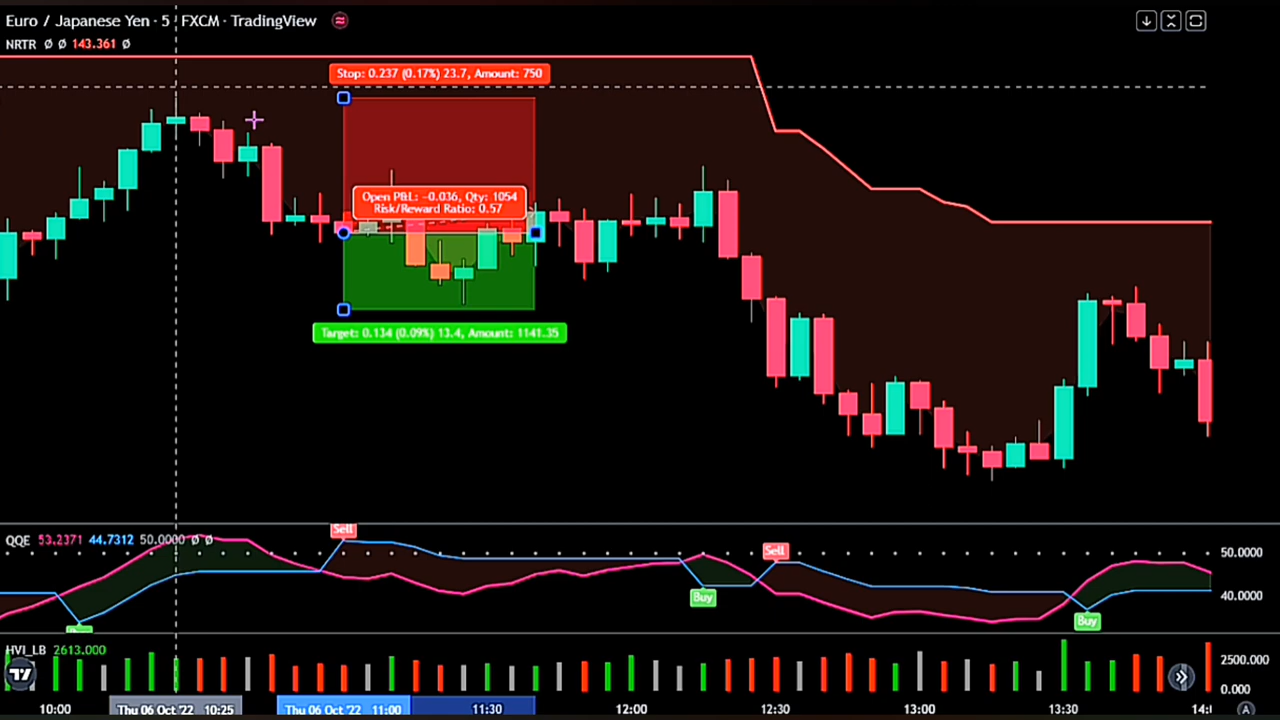 Euro / Japanese Yen · 5 · FXCM · TradingView
NRTR Ø Ø 143.361 Ø
Stop: 0.237 (0.17%) 23.7, Amount: 750
Open P&L: -0.036, Qty: 1054
Risk/Reward Ratio: 0.57
Target: 0.134 (0.09%) 13.4, Amount: 1141.35
QQE 53.2371 44.7312 50.0000 Ø Ø
Sell
Sell
50.0000
Buy
40.0000
Buy
HVI_LB 2613.000
2500.000
0.000
10:00
Thu 06 Oct '22 10:25
Thu 06 Oct '22 11:00
11:30
12:00
12:30
13:00
13:30
A